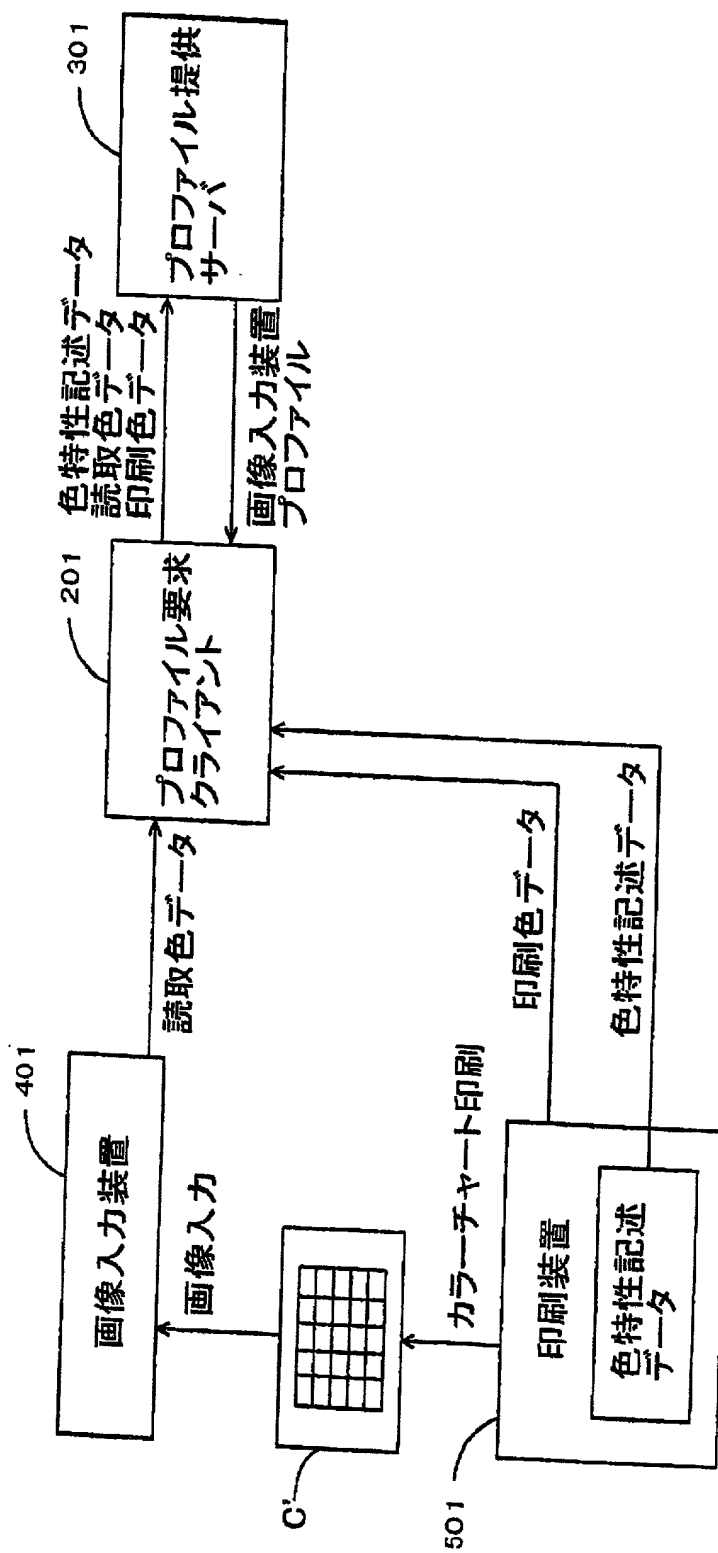 401
画像入力装置
画像入力
C'
カラーチャート印刷
501
印刷装置
色特性記述
データ
読取色データ
印刷色データ
色特性記述データ
201
プロファイル要求
クライアント
色特性記述データ
読取色データ
印刷色データ
画像入力装置
プロファイル
301
プロファイル提供
サーバ